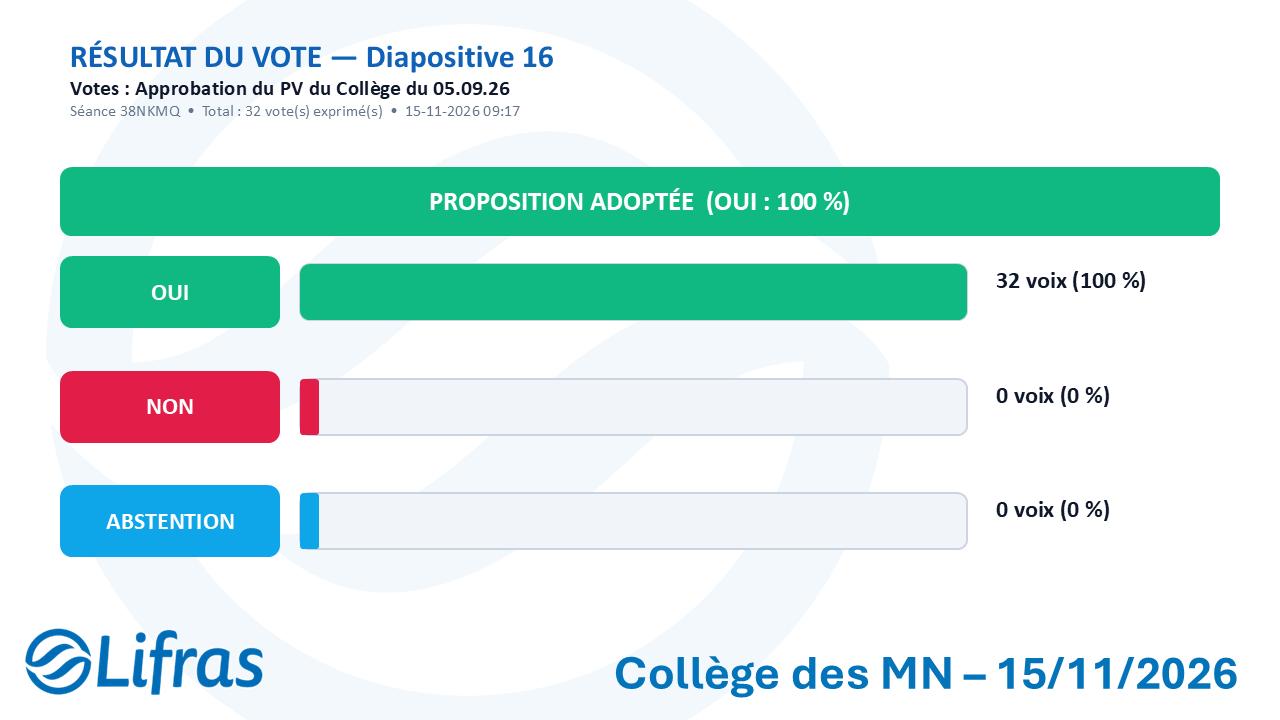 RÉSULTAT DU VOTE — Diapositive 16
Votes : Approbation du PV du Collège du 05.09.26
Séance 38NKMQ • Total : 32 vote(s) exprimé(s) • 15-11-2026 09:17
PROPOSITION ADOPTÉE (OUI : 100 %)
OUI
32 voix (100 %)
NON
0 voix (0 %)
ABSTENTION
0 voix (0 %)
Lifras
Collège des MN – 15/11/2026